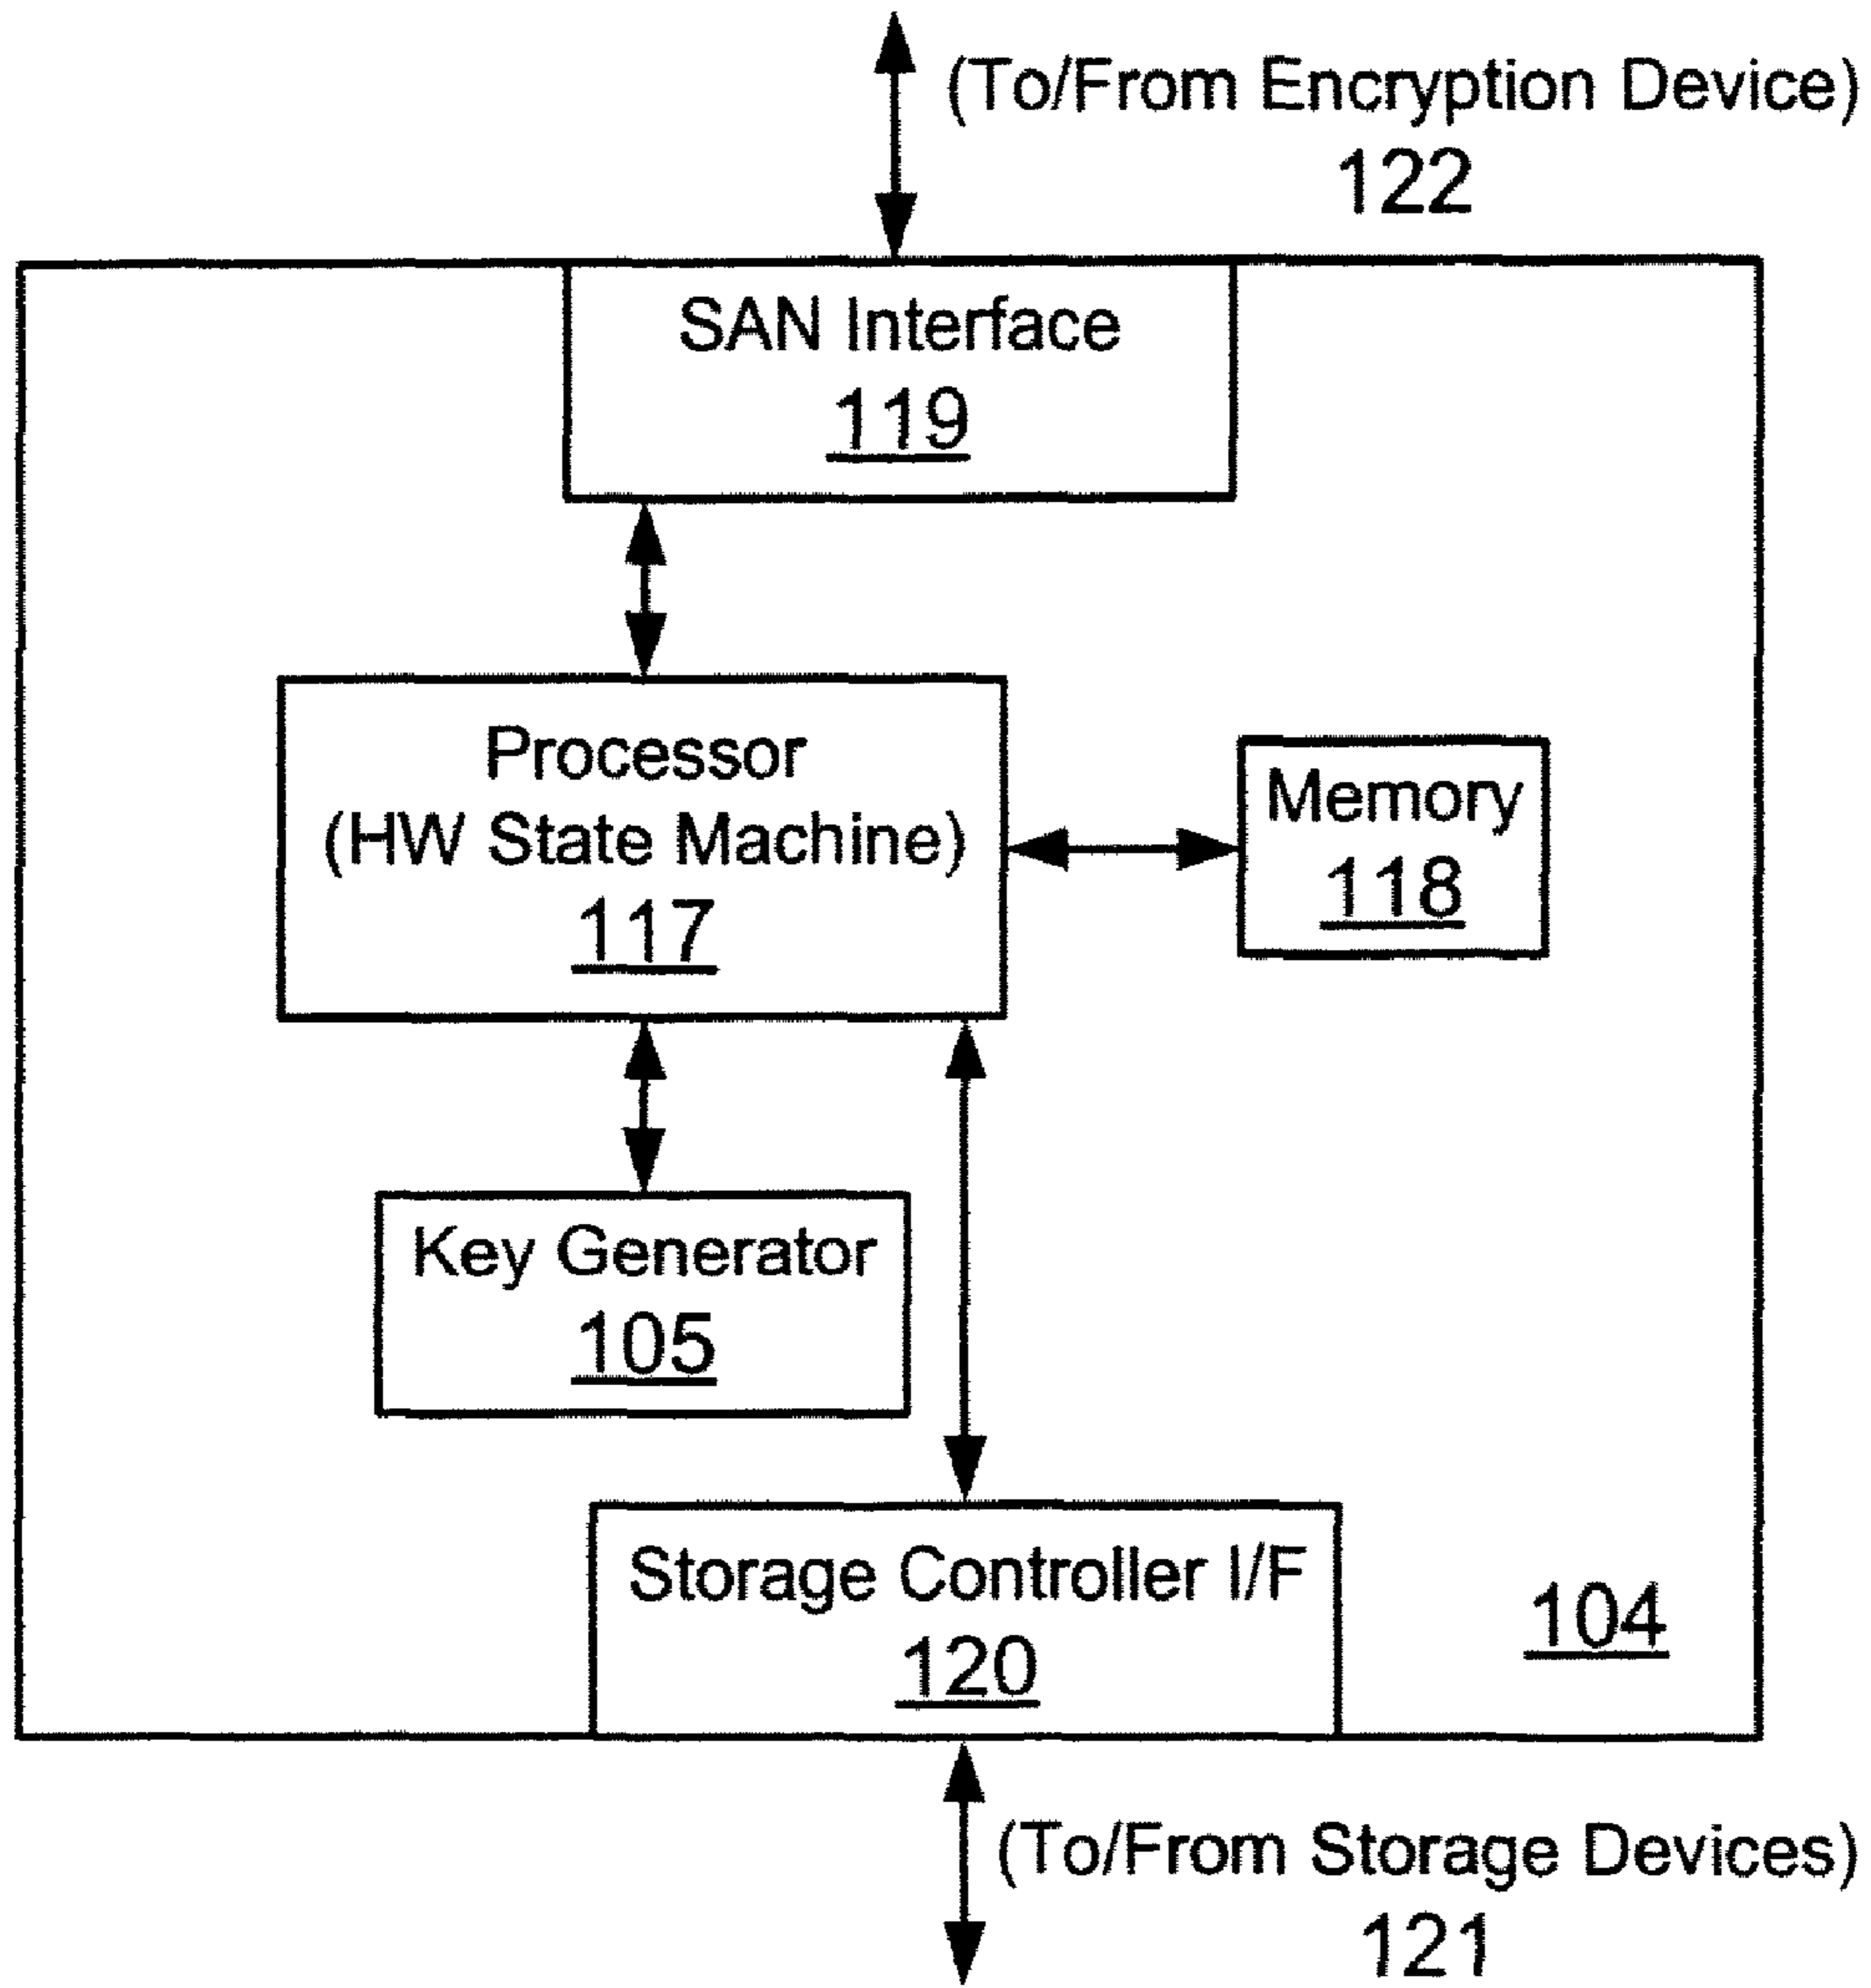 (To/From Encryption Device)
122
SAN Interface
119
Processor
(HW State Machine)
117
Memory
118
Key Generator
105
Storage Controller I/F
120
104
(To/From Storage Devices)
121